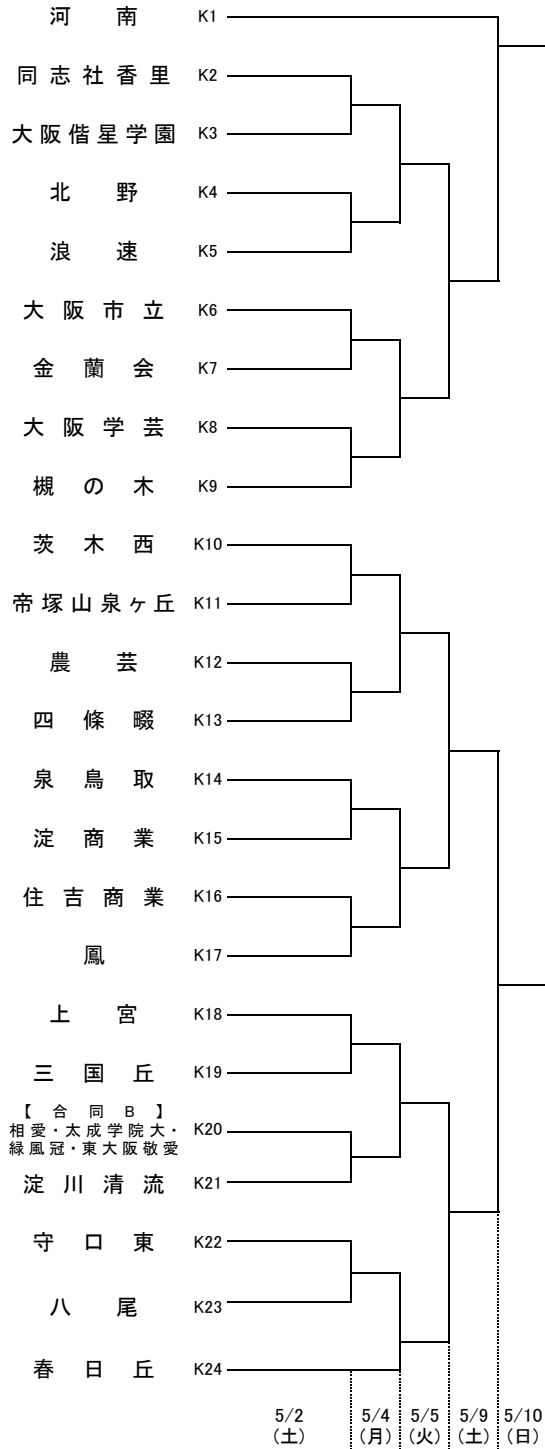 河南 K1
同志社香里 K2
大阪偕星学園 K3
北野 K4
浪速 K5
大阪市立 K6
金蘭会 K7
大阪学芸 K8
槻の木 K9
茨木西 K10
帝塚山泉ヶ丘 K11
農芸 K12
四條畷 K13
泉鳥取 K14
淀商業 K15
住吉商業 K16
鳳 K17
上宮 K18
三国丘 K19
【合同B】
相愛・太成学院大・ K20
緑風冠・東大阪敬愛
淀川清流 K21
守口東 K22
八尾 K23
春日丘 K24
5/2 5/4 5/5 5/9 5/10
(土) (月) (火) (土) (日)